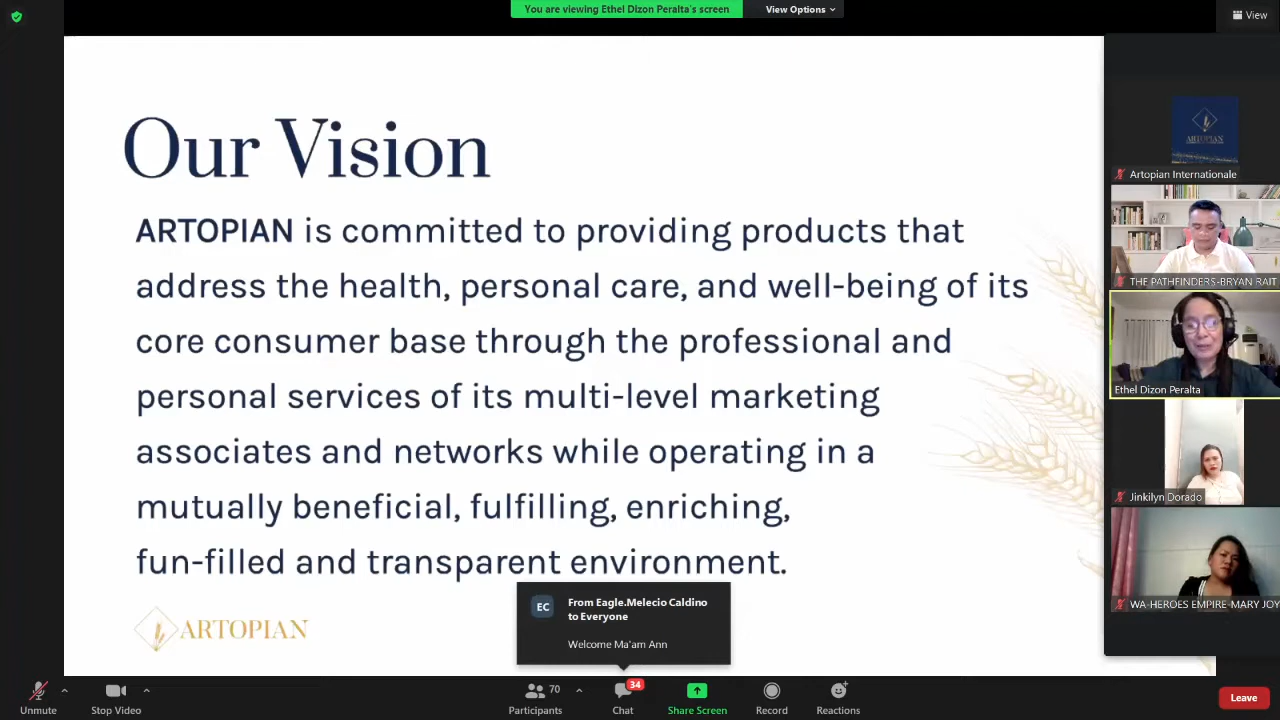 You are viewing Ethel Dizon Peralta's screen
View Options
View
Our Vision
ARTOPIAN is committed to providing products that
address the health, personal care, and well-being of its
core consumer base through the professional and
personal services of its multi-level marketing
associates and networks while operating in a
mutually beneficial, fulfilling, enriching,
fun-filled and transparent environment.
ARTOPIAN
ARTOPIAN
Artopian Internationale
THE PATHFINDERS-BRYAN RAIT
Ethel Dizon Peralta
Jinkilyn Dorado
WA-HEROES EMPIRE-MARY JOY
EC
From Eagle.Melecio Caldino
to Everyone
Welcome Ma'am Ann
Unmute
Stop Video
70
Participants
34
Chat
Share Screen
Record
Reactions
Leave